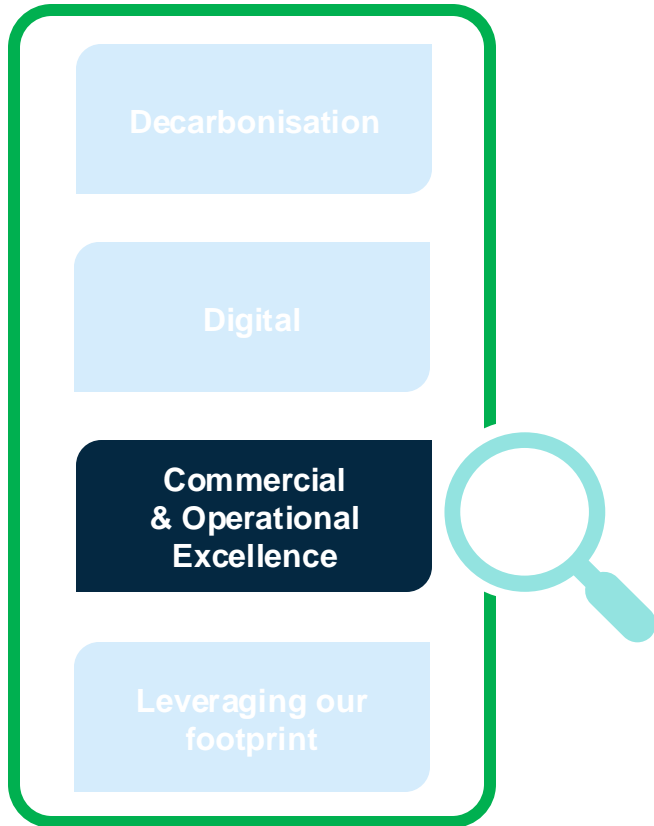 Decarbonisation
Digital
Commercial
& Operational
Excellence
Leveraging our
footprint